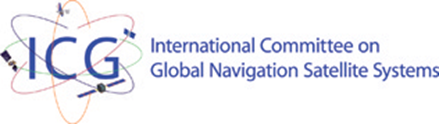 ICG
International Committee on
Global Navigation Satellite Systems